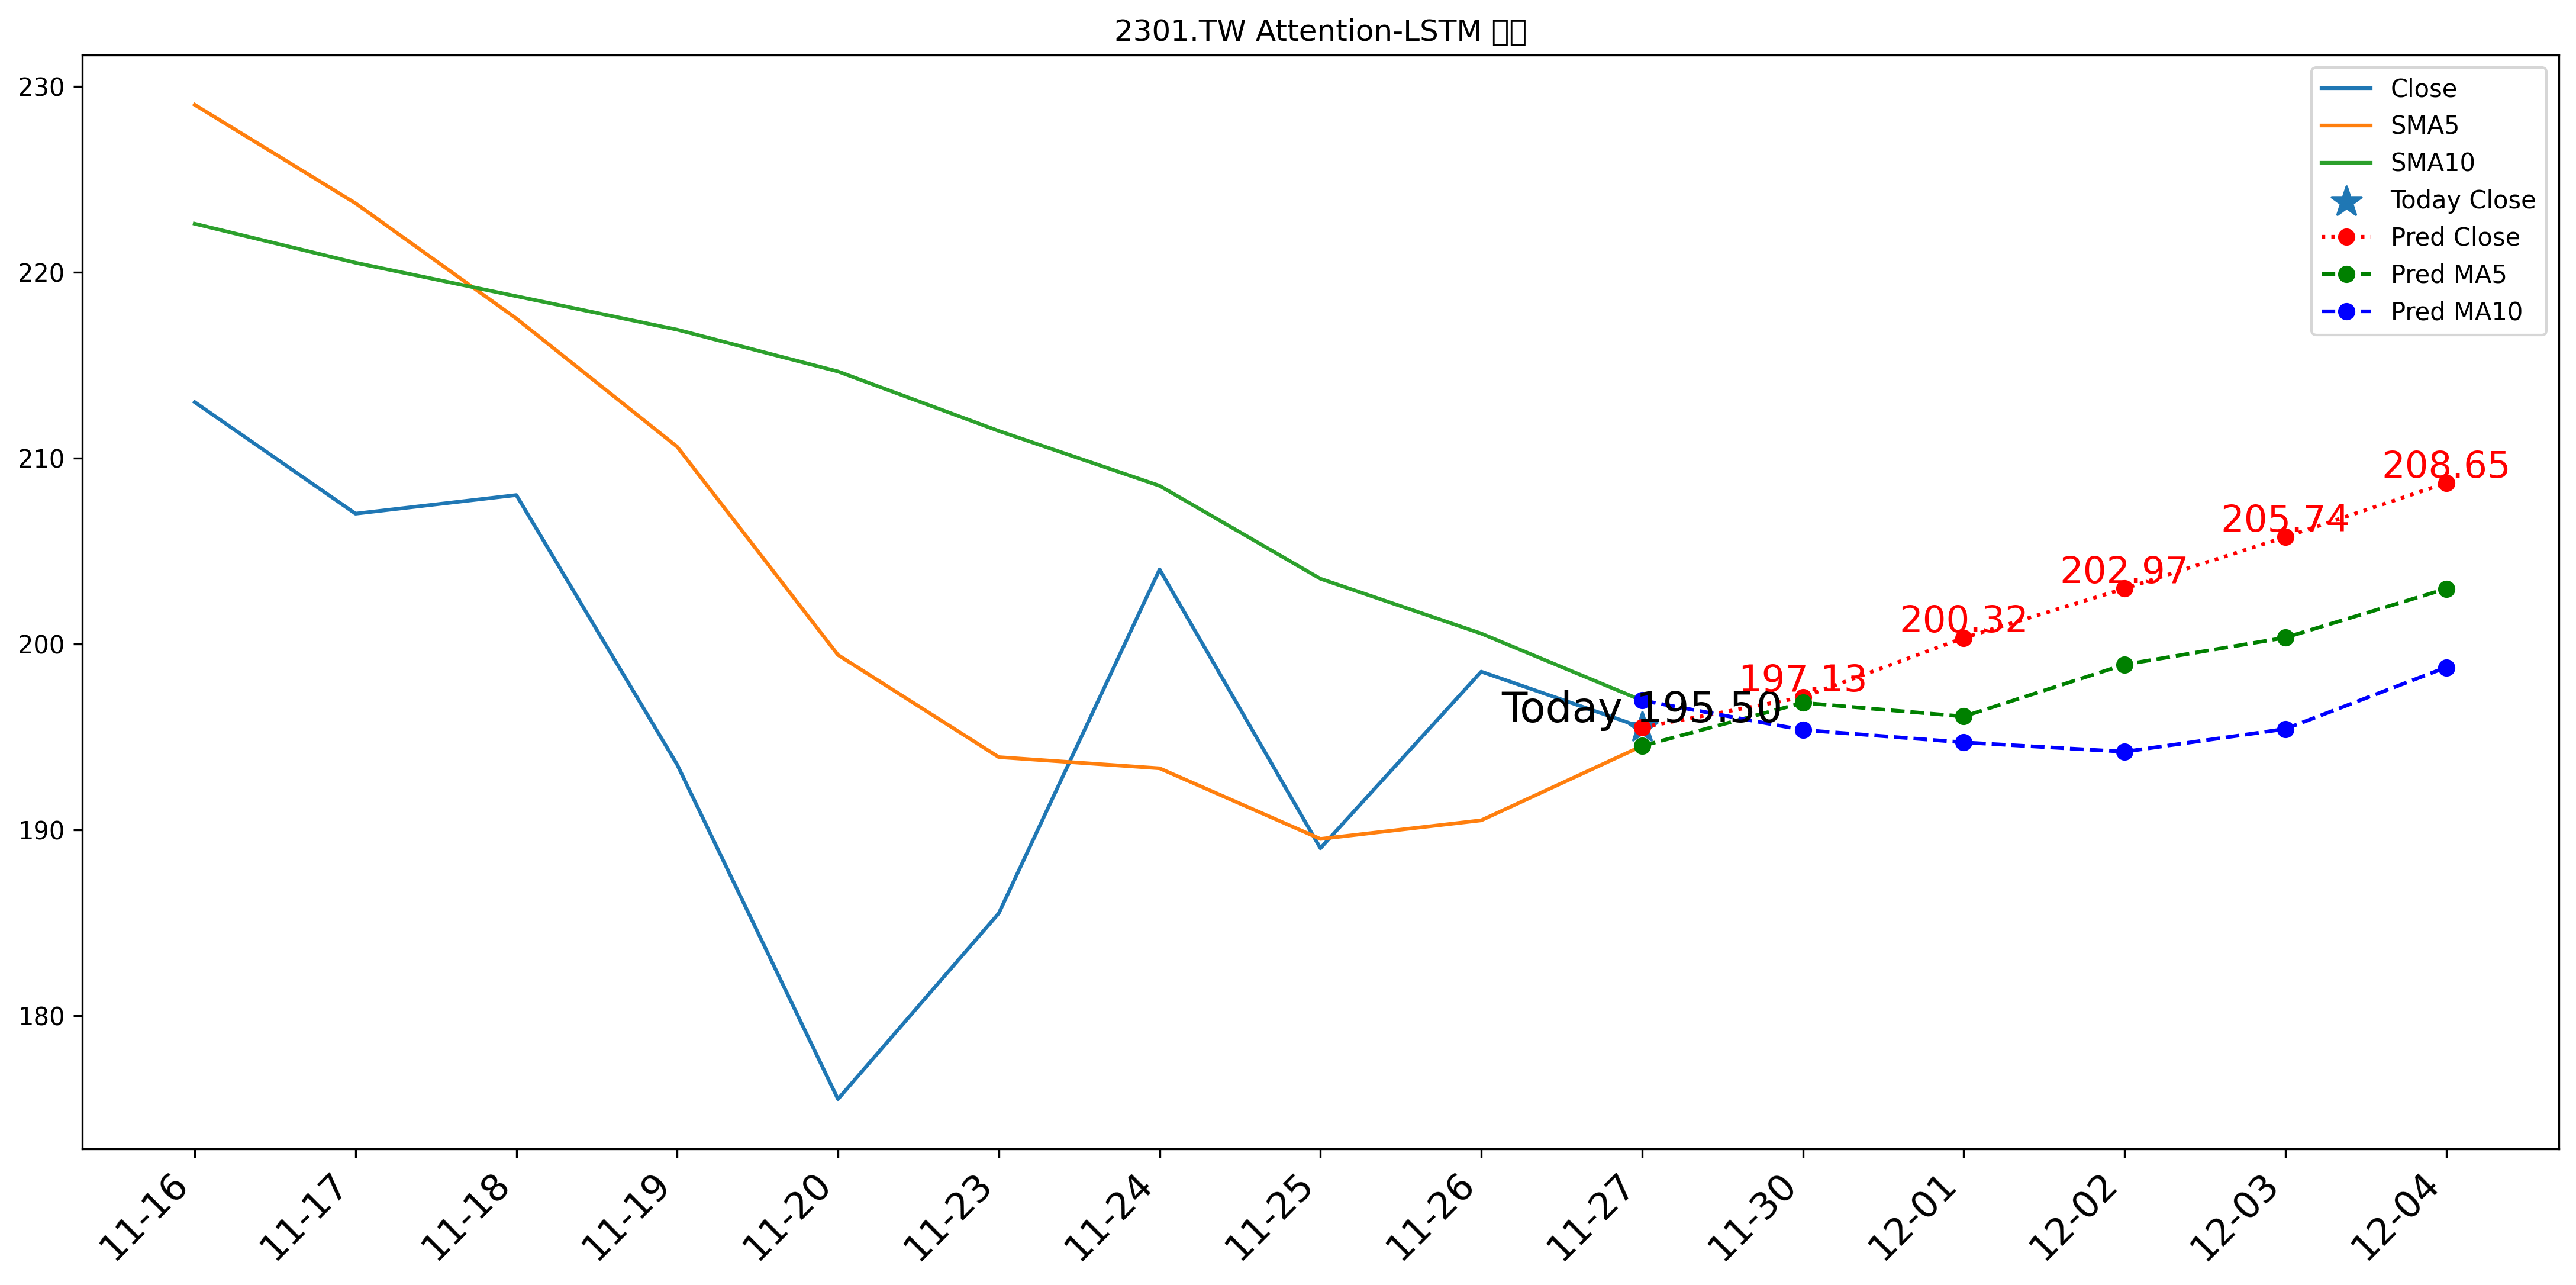 2301.TW Attention-LSTM
230
220
210
200
190
180
Close
SMA5
SMA10
Today Close
Pred Close
Pred MA5
Pred MA10
208.65
205.74
202.97
200.32
197.13
Today 195.50
11-16
11-17
11-18
11-19
11-20
11-23
11-24
11-25
11-26
11-27
11-30
12-01
12-02
12-03
12-04